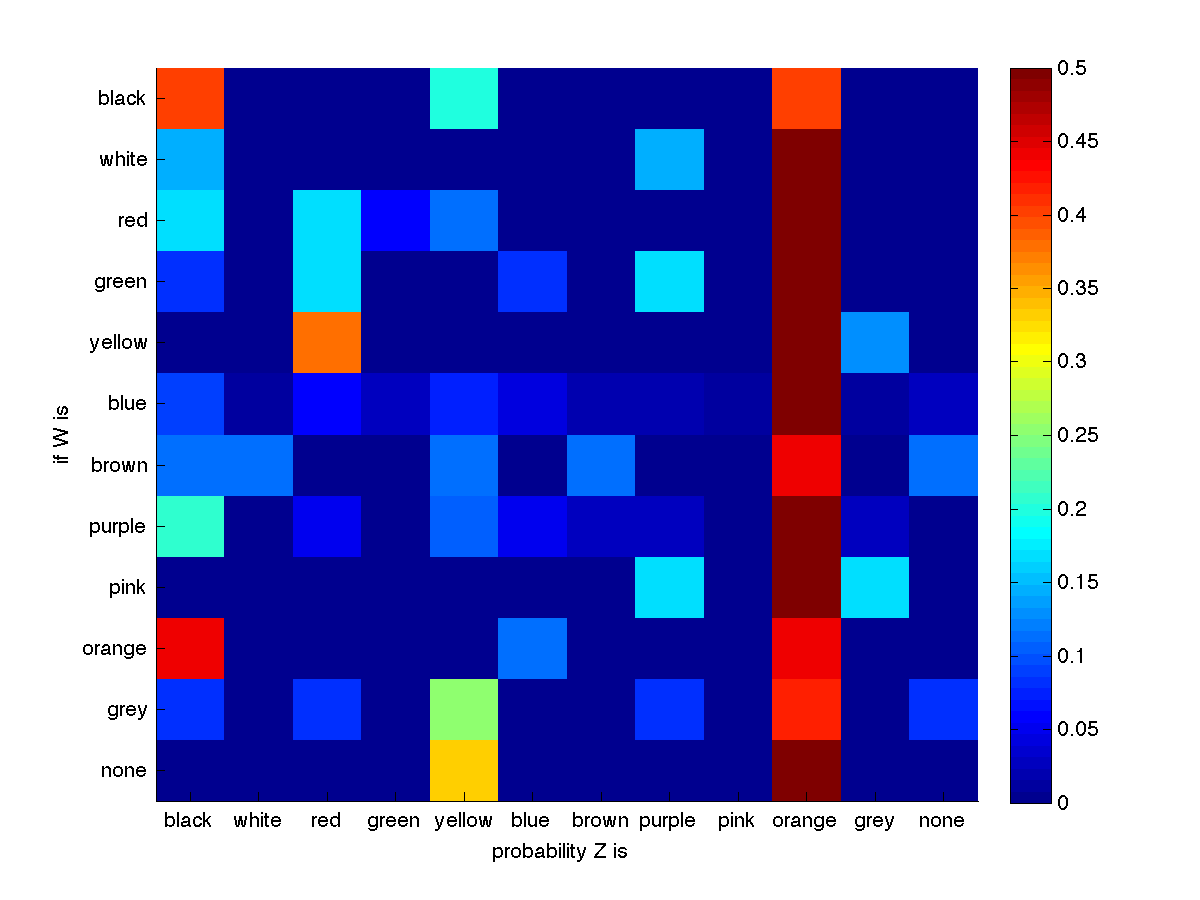 black
white
red
green
yellow
blue
brown
purple
pink
orange
grey
none
if W is
black white red green yellow blue brown purple pink orange grey none
probability Z is
0.5
0.45
0.4
0.35
0.3
0.25
0.2
0.15
0.1
0.05
0